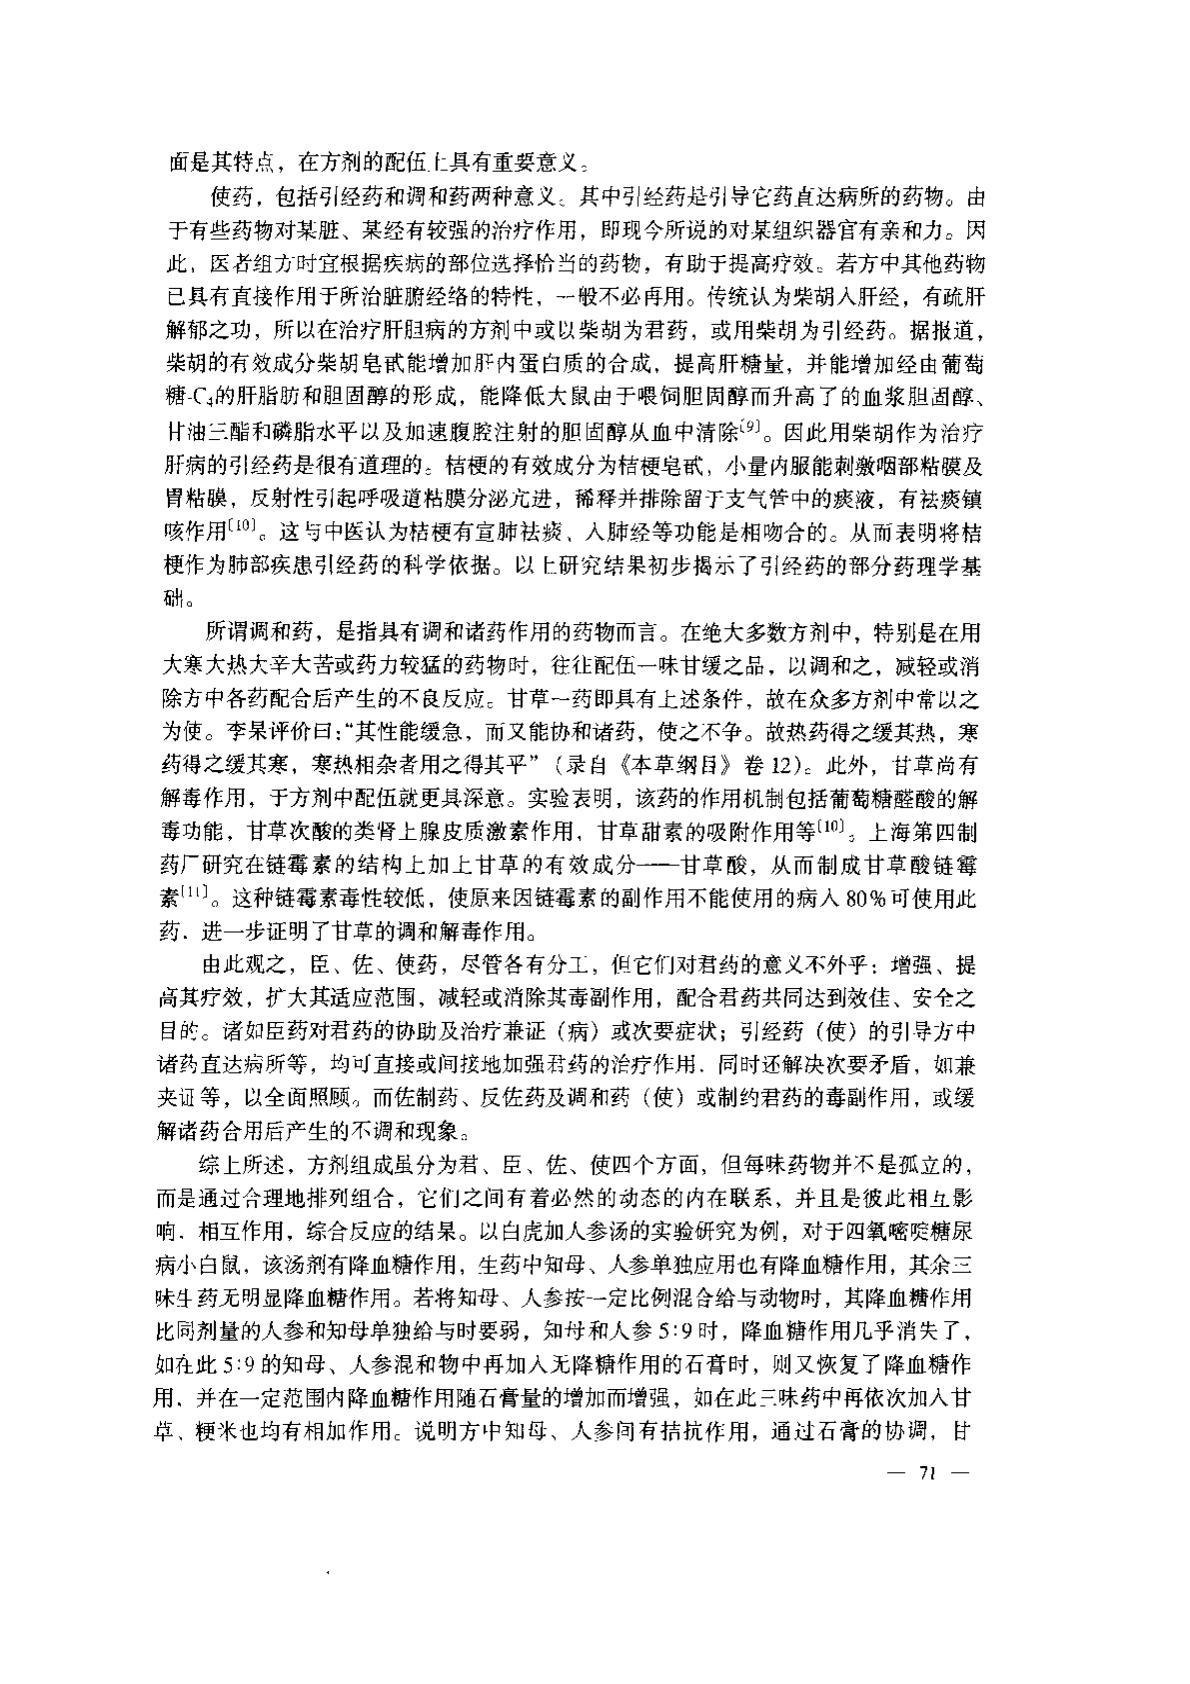 面是其特点，在方剂的配伍上具有重要意义。
使药，包括引经药和调和药两种意义。其中引经药是引导它药直达病所的药物。由
于有些药物对某脏、某经有较强的治疗作用，即现今所说的对某组织器官有亲和力。因
此，医者组方时宜根据疾病的部位选择恰当的药物，有助于提高疗效。若方中其他药物
已具有直接作用于所治脏腑经络的特性，一般不必再用。传统认为柴胡入肝经，有疏肝
解郁之功，所以在治疗肝胆病的方剂中或以柴胡为君药，或用柴胡为引经药。据报道，
柴胡的有效成分柴胡皂甙能增加肝内蛋白质的合成，提高肝糖量，并能增加经由葡萄
糖-C₄的肝脂肪和胆固醇的形成，能降低大鼠由于喂饲胆固醇而升高了的血浆胆固醇、
甘油三酯和磷脂水平以及加速腹腔注射的胆固醇从血中清除〔9〕。因此用柴胡作为治疗
肝病的引经药是很有道理的。桔梗的有效成分为桔梗皂甙，小量内服能刺激咽部粘膜及
胃粘膜，反射性引起呼吸道粘膜分泌亢进，稀释并排除留于支气管中的痰液，有祛痰镇
咳作用〔10〕。这与中医认为桔梗有宣肺祛痰、入肺经等功能是相吻合的。从而表明将桔
梗作为肺部疾患引经药的科学依据。以上研究结果初步揭示了引经药的部分药理学基
础。
所谓调和药，是指具有调和诸药作用的药物而言。在绝大多数方剂中，特别是在用
大寒大热大辛大苦或药力较猛的药物时，往往配伍一味甘缓之品，以调和之，减轻或消
除方中各药配合后产生的不良反应。甘草一药即具有上述条件，故在众多方剂中常以之
为使。李杲评价曰：“其性能缓急，而又能协和诸药，使之不争。故热药得之缓其热，寒
药得之缓其寒，寒热相杂者用之得其平”（录自《本草纲目》卷 12）。此外，甘草尚有
解毒作用，于方剂中配伍就更具深意。实验表明，该药的作用机制包括葡萄糖醛酸的解
毒功能，甘草次酸的类肾上腺皮质激素作用，甘草甜素的吸附作用等〔10〕。上海第四制
药厂研究在链霉素的结构上加上甘草的有效成分——甘草酸，从而制成甘草酸链霉
素〔11〕。这种链霉素毒性较低，使原来因链霉素的副作用不能使用的病人 80%可使用此
药，进一步证明了甘草的调和解毒作用。
由此观之，臣、佐、使药，尽管各有分工，但它们对君药的意义不外乎：增强、提
高其疗效，扩大其适应范围，减轻或消除其毒副作用，配合君药共同达到效佳、安全之
目的。诸如臣药对君药的协助及治疗兼证（病）或次要症状；引经药（使）的引导方中
诸药直达病所等，均可直接或间接地加强君药的治疗作用，同时还解决次要矛盾，如兼
夹证等，以全面照顾。而佐制药、反佐药及调和药（使）或制约君药的毒副作用，或缓
解诸药合用后产生的不调和现象。
综上所述，方剂组成虽分为君、臣、佐、使四个方面，但每味药物并不是孤立的，
而是通过合理地排列组合，它们之间有着必然的动态的内在联系，并且是彼此相互影
响，相互作用，综合反应的结果。以白虎加人参汤的实验研究为例，对于四氧嘧啶糖尿
病小白鼠，该汤剂有降血糖作用，生药中知母、人参单独应用也有降血糖作用，其余三
味生药无明显降血糖作用。若将知母、人参按一定比例混合给与动物时，其降血糖作用
比同剂量的人参和知母单独给与时要弱，知母和人参 5:9 时，降血糖作用几乎消失了，
如在此 5:9 的知母、人参混和物中再加入无降糖作用的石膏时，则又恢复了降血糖作
用，并在一定范围内降血糖作用随石膏量的增加而增强，如在此三味药中再依次加入甘
草、粳米也均有相加作用。说明方中知母、人参间有拮抗作用，通过石膏的协调，甘
— 71 —